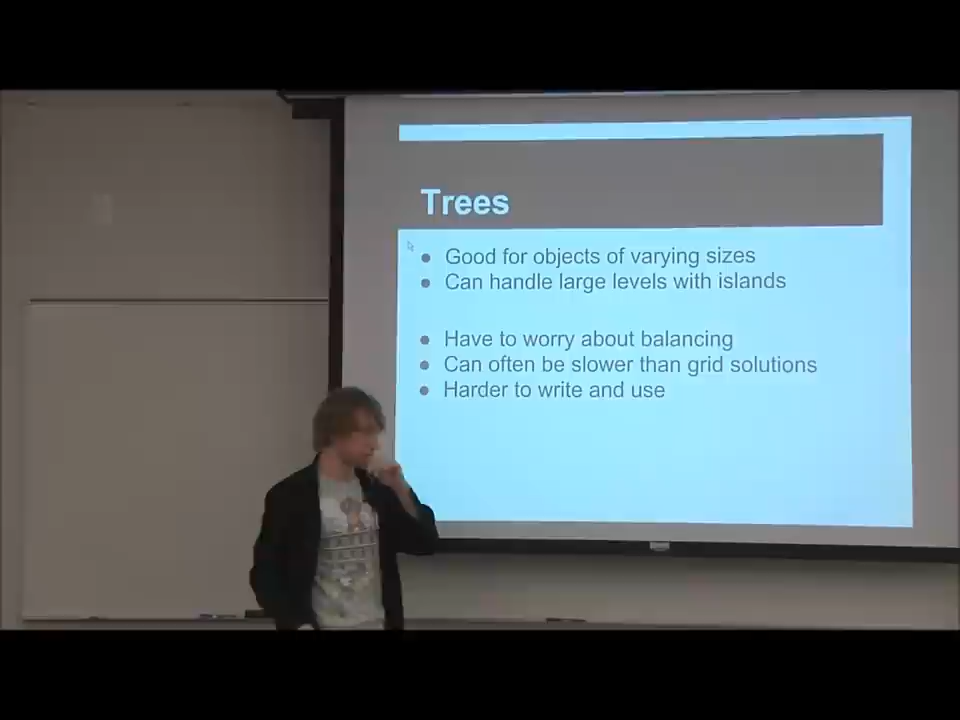 Trees
Good for objects of varying sizes
Can handle large levels with islands
Have to worry about balancing
Can often be slower than grid solutions
Harder to write and use